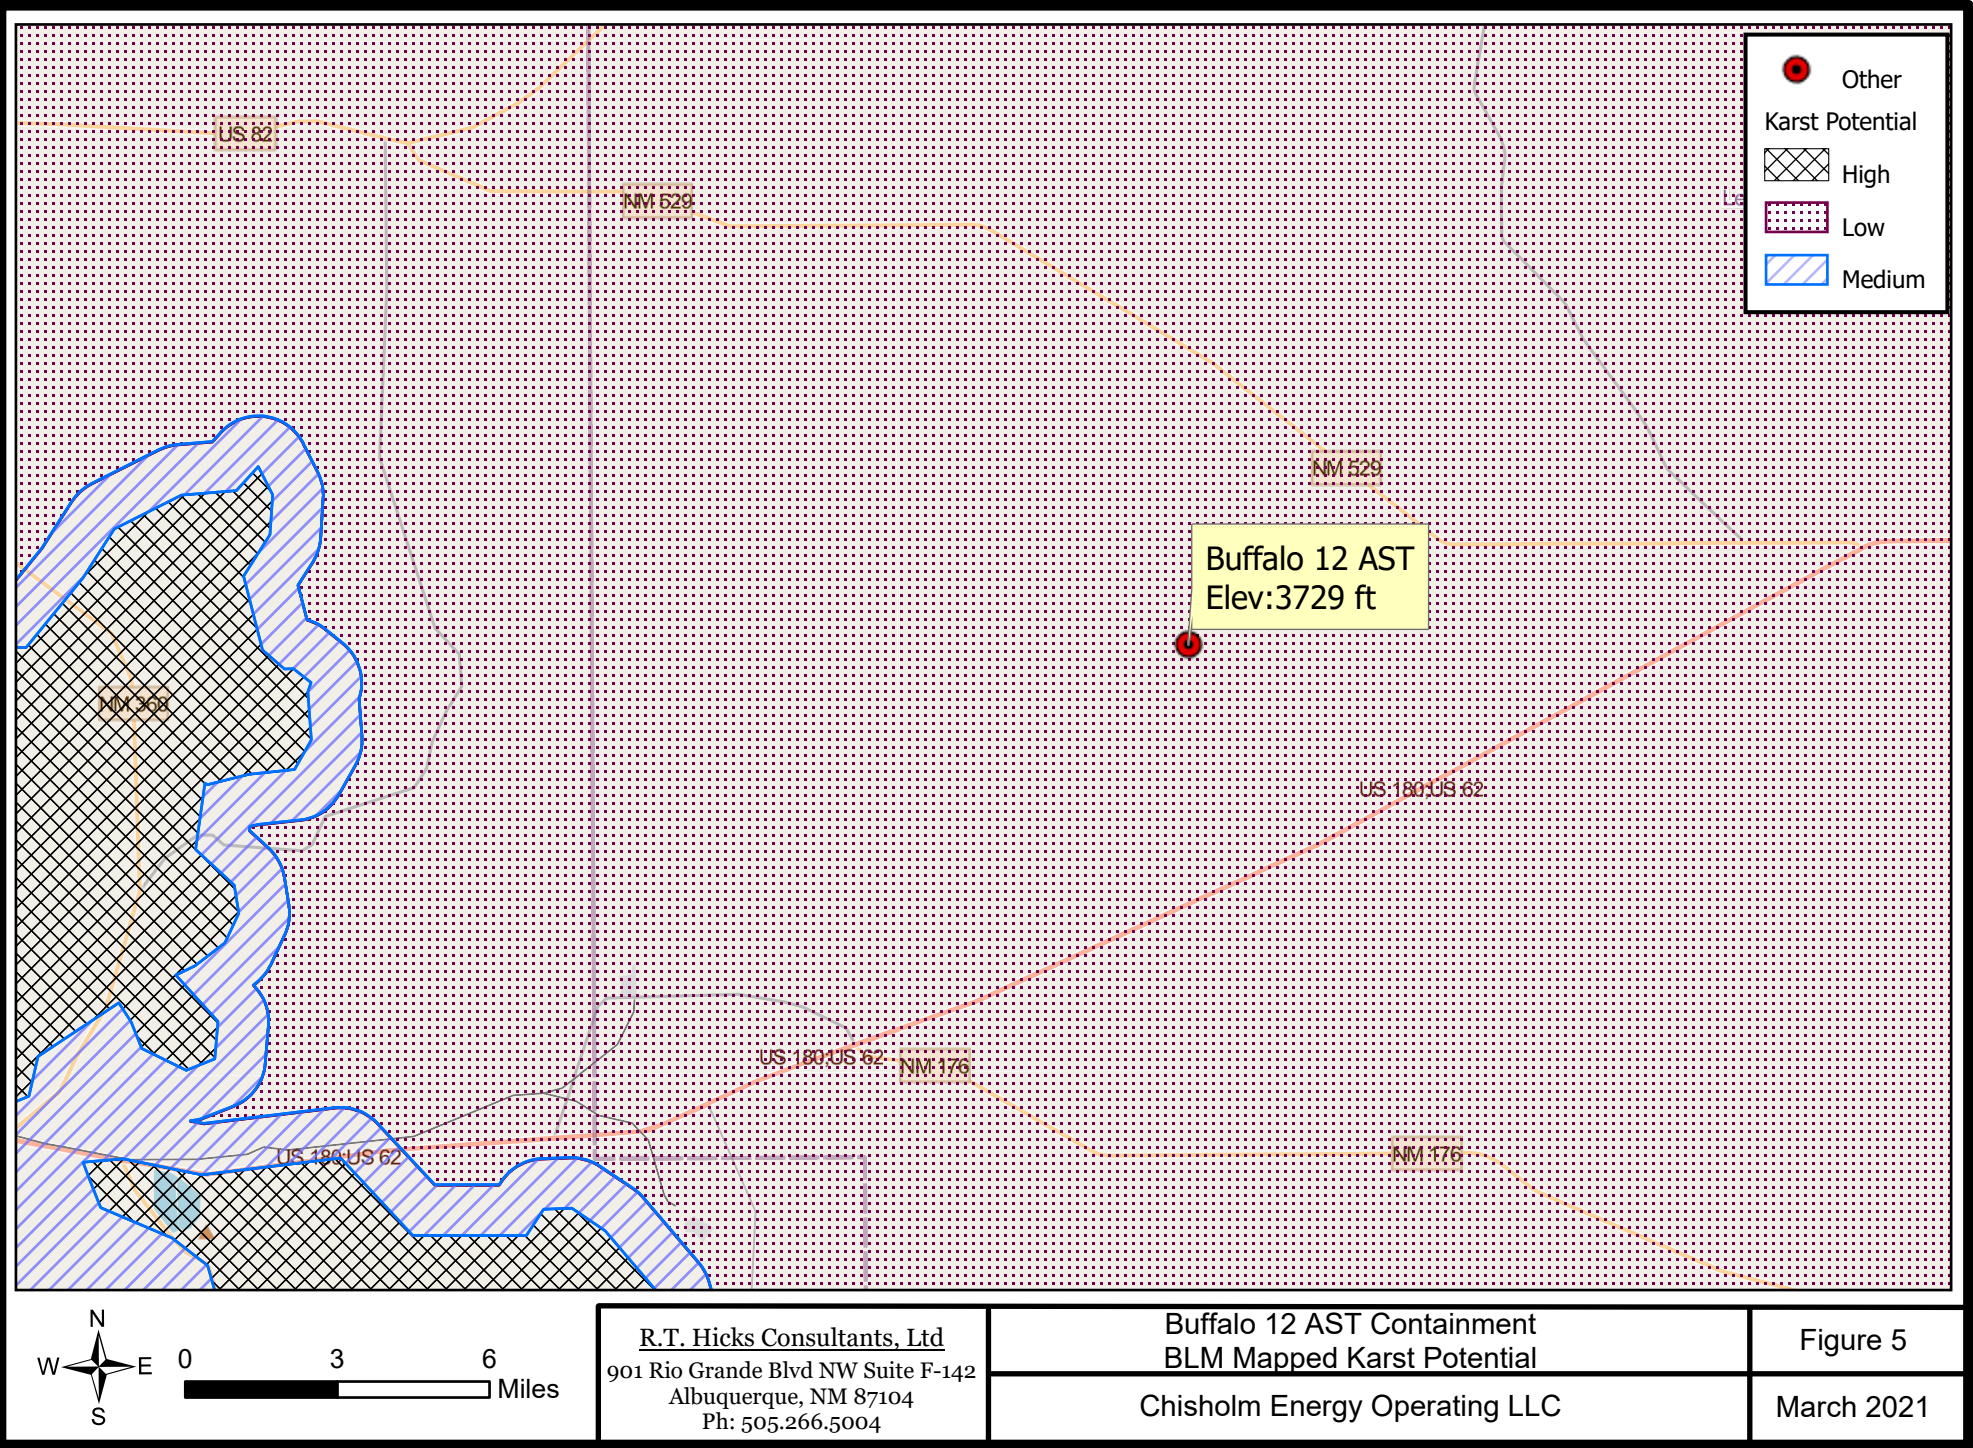 Other
Karst Potential
High
Low
Medium
US 82
NM 529
Le
NM 529
Buffalo 12 AST
Elev:3729 ft
NM 360
US 180;US 62
US 180;US 62
NM 176
US 180;US 62
NM 176
N
W E
S
0 3 6
Miles
R.T. Hicks Consultants, Ltd
901 Rio Grande Blvd NW Suite F-142
Albuquerque, NM 87104
Ph: 505.266.5004
Buffalo 12 AST Containment
BLM Mapped Karst Potential
Chisholm Energy Operating LLC
Figure 5
March 2021